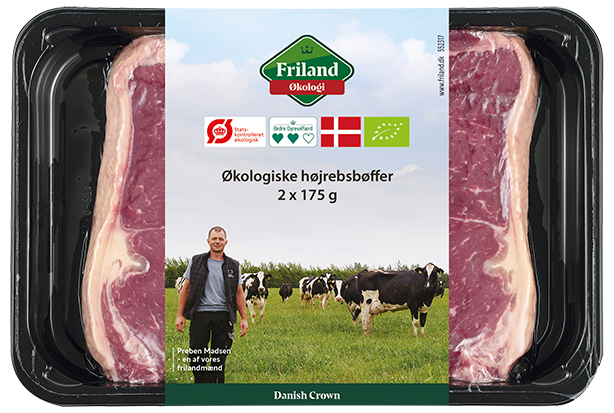 Friland
Økologi
www.friland.dk 552317
Ø
Stats-
kontrolleret
økologisk
Bedre Dyrevelfærd
Økologiske højrebsbøffer
2 x 175 g
Preben Madsen
- en af vores
frilandmænd
Danish Crown